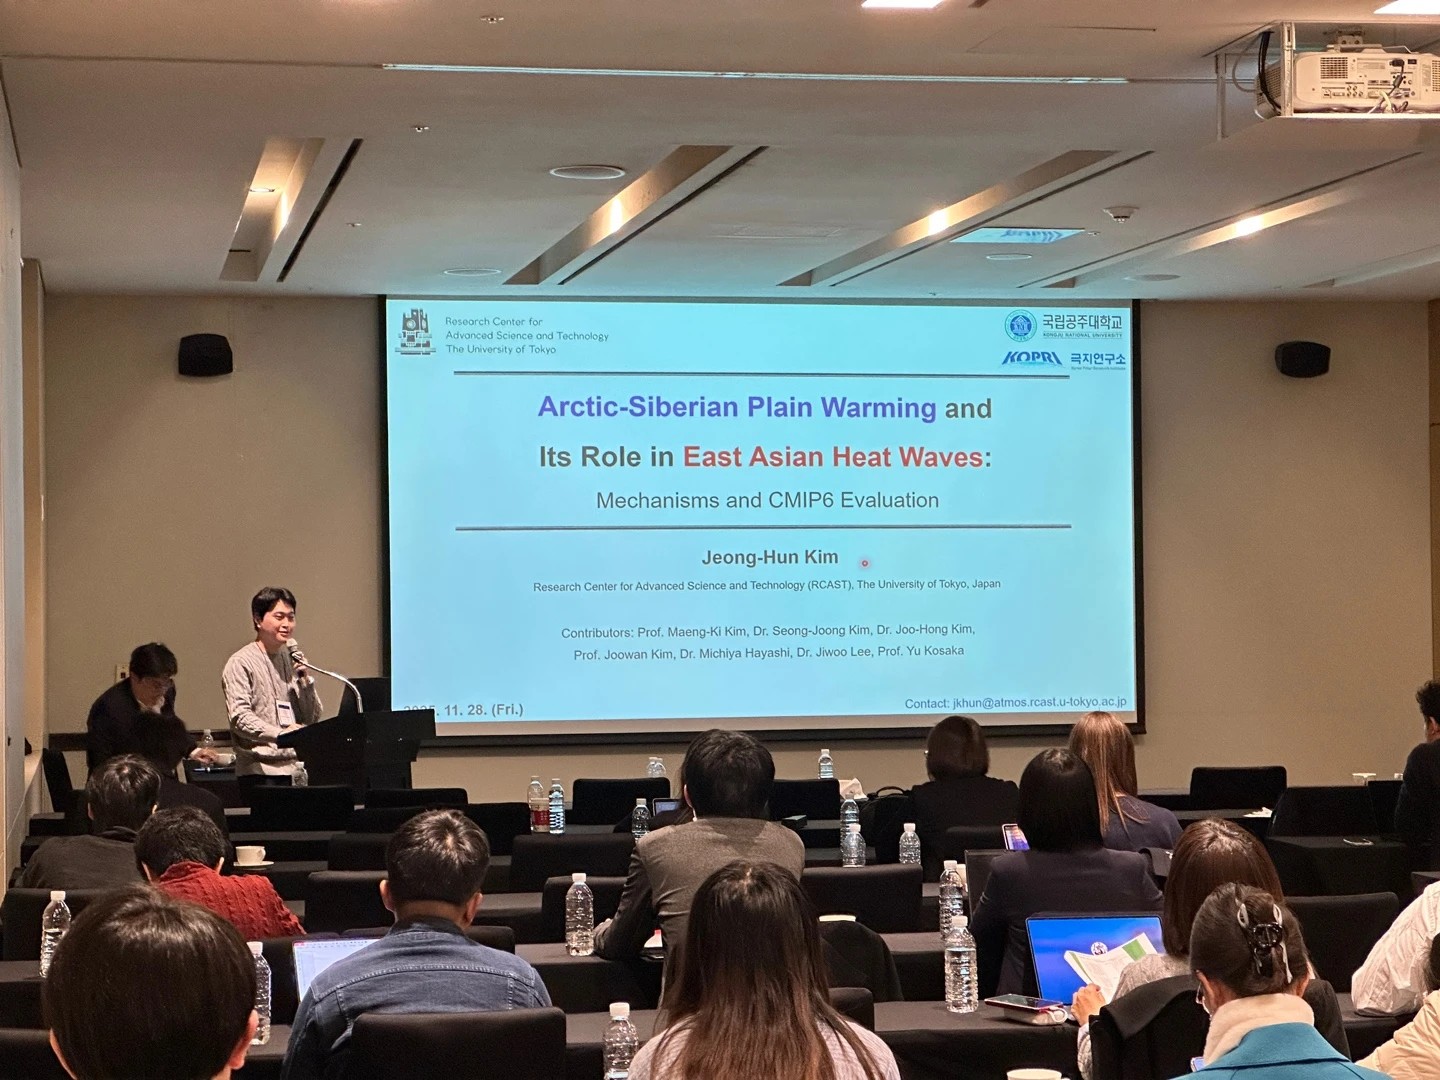 Research Center for
Advanced Science and Technology
The University of Tokyo
국립공주대학교
KONGJU NATIONAL UNIVERSITY
KOPRI 극지연구소
Arctic-Siberian Plain Warming and
Its Role in East Asian Heat Waves:
Mechanisms and CMIP6 Evaluation
Jeong-Hun Kim
Research Center for Advanced Science and Technology (RCAST), The University of Tokyo, Japan
Contributors: Prof. Maeng-Ki Kim, Dr. Seong-Joong Kim, Dr. Joo-Hong Kim,
Prof. Joowan Kim, Dr. Michiya Hayashi, Dr. Jiwoo Lee, Prof. Yu Kosaka
11. 28. (Fri.)
Contact: jkhun@atmos.rcast.u-tokyo.ac.jp